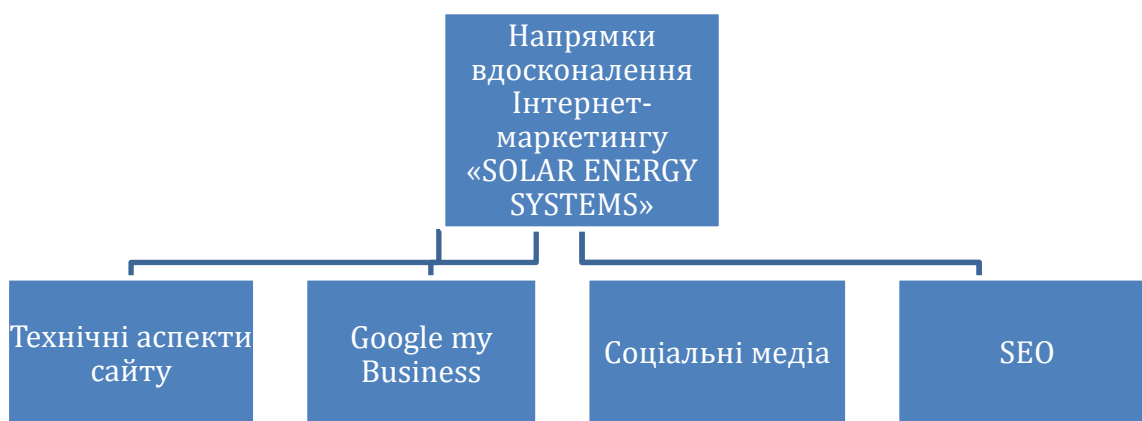 Напрямки
вдосконалення
Інтернет-
маркетингу
«SOLAR ENERGY
SYSTEMS»
Технічні аспекти
сайту
Google my
Business
Соціальні медіа
SEO